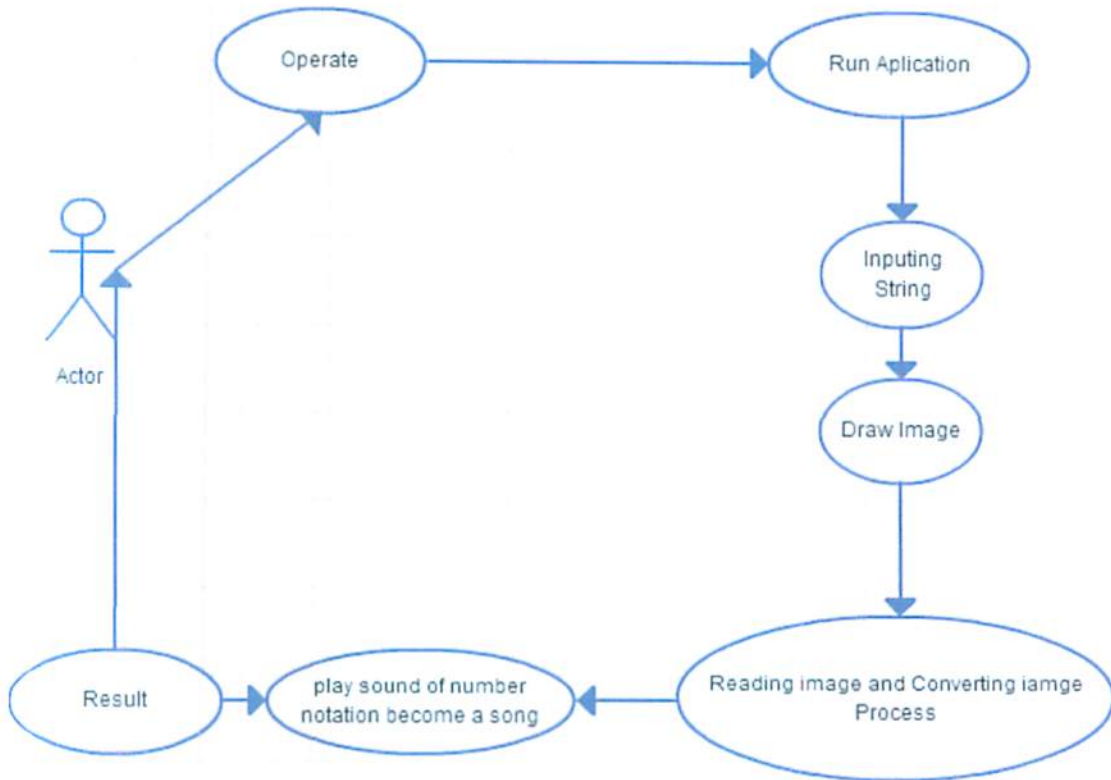 Operate
Run Aplication
Inputing
String
Actor
Draw Image
Result
play sound of number
notation become a song
Reading image and Converting iamge
Process